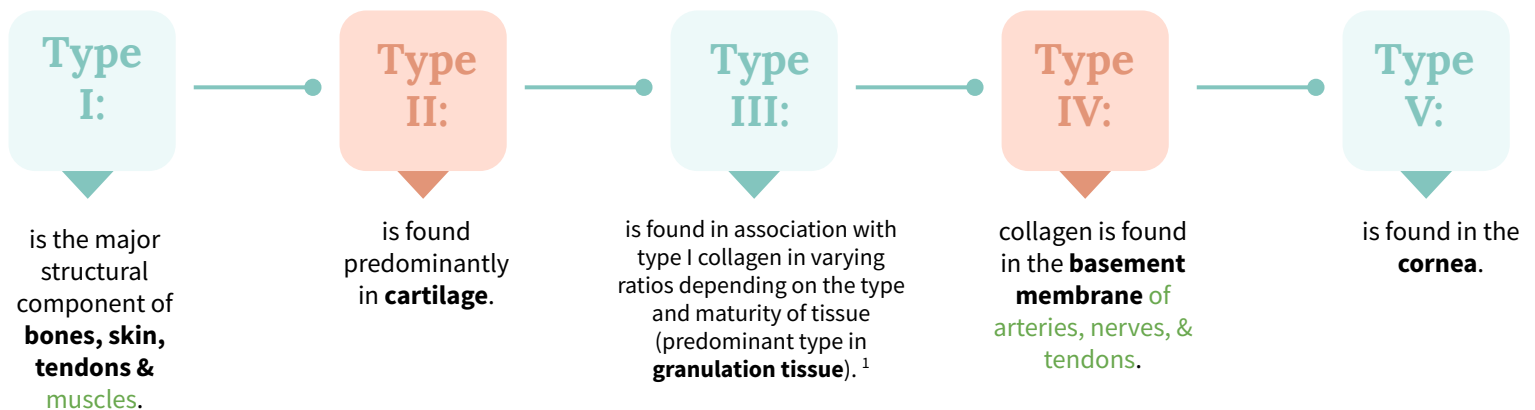 Type
I:
is the major
structural
component of
bones, skin,
tendons &
muscles.
Type
II:
is found
predominantly
in cartilage.
Type
III:
is found in association with
type I collagen in varying
ratios depending on the type
and maturity of tissue
(predominant type in
granulation tissue). 1
Type
IV:
collagen is found
in the basement
membrane of
arteries, nerves, &
tendons.
Type
V:
is found in the
cornea.